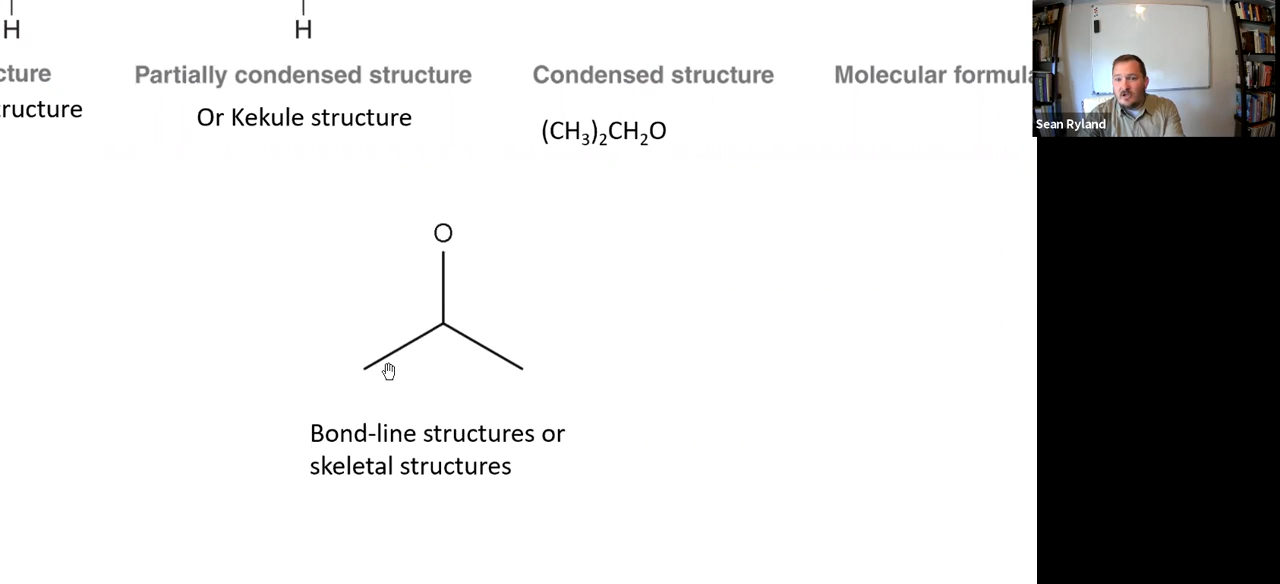 H
H
cture
Partially condensed structure
Condensed structure
Molecular formula
ructure
Or Kekule structure
(CH₃)₂CH₂O
Sean Ryland
O
Bond-line structures or
skeletal structures